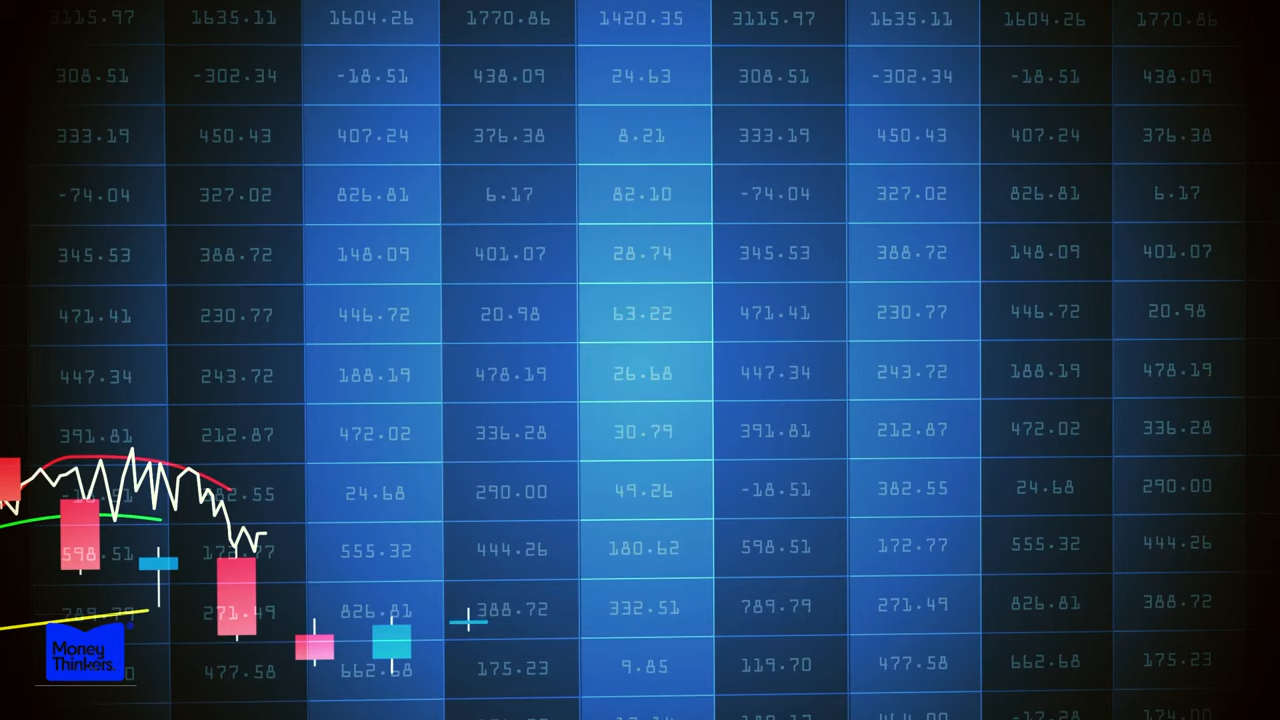 3115.97 1635.11 1604.26 1770.86 1420.35 3115.97 1635.11 1604.26 1770.86
308.51 -302.34 -18.51 438.09 24.63 308.51 -302.34 -18.51 438.09
333.19 450.43 407.24 376.38 8.21 333.19 450.43 407.24 376.38
-74.04 327.02 826.81 6.17 82.10 -74.04 327.02 826.81 6.17
345.53 388.72 148.09 401.07 28.74 345.53 388.72 148.09 401.07
471.41 230.77 446.72 20.98 63.22 471.41 230.77 446.72 20.98
447.34 243.72 188.19 478.19 26.68 447.34 243.72 188.19 478.19
391.81 212.87 472.02 336.28 30.79 391.81 212.87 472.02 336.28
24.68 290.00 49.26 -18.51 382.55 24.68 290.00
598.51 172.77 555.32 444.26 180.62 598.51 172.77 555.32 444.26
789.79 271.49 826.81 388.72 332.51 789.79 271.49 826.81 388.72
477.58 662.68 175.23 9.85 119.70 477.58 662.68 175.23
Money
Thinkers.